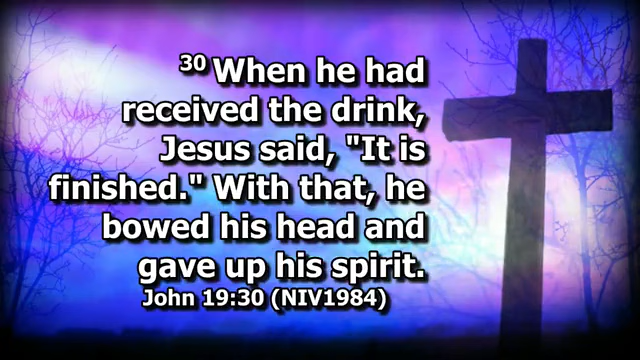 30 When he had
received the drink,
Jesus said, "It is
finished." With that, he
bowed his head and
gave up his spirit.
John 19:30 (NIV1984)